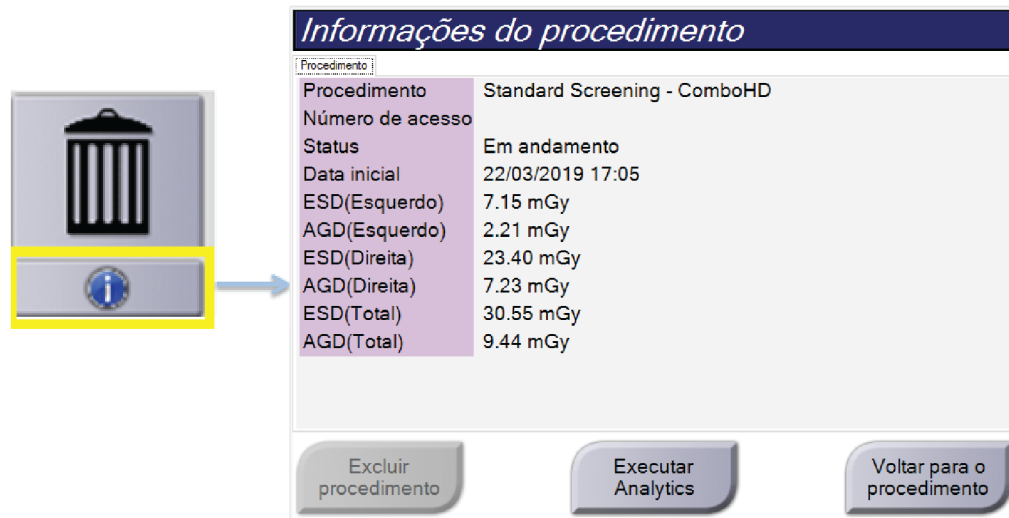 Informações do procedimento
Procedimento
Procedimento Standard Screening - ComboHD
Número de acesso
Status Em andamento
Data inicial 22/03/2019 17:05
ESD(Esquerdo) 7.15 mGy
AGD(Esquerdo) 2.21 mGy
ESD(Direita) 23.40 mGy
AGD(Direita) 7.23 mGy
ESD(Total) 30.55 mGy
AGD(Total) 9.44 mGy
Excluir
procedimento
Executar
Analytics
Voltar para o
procedimento